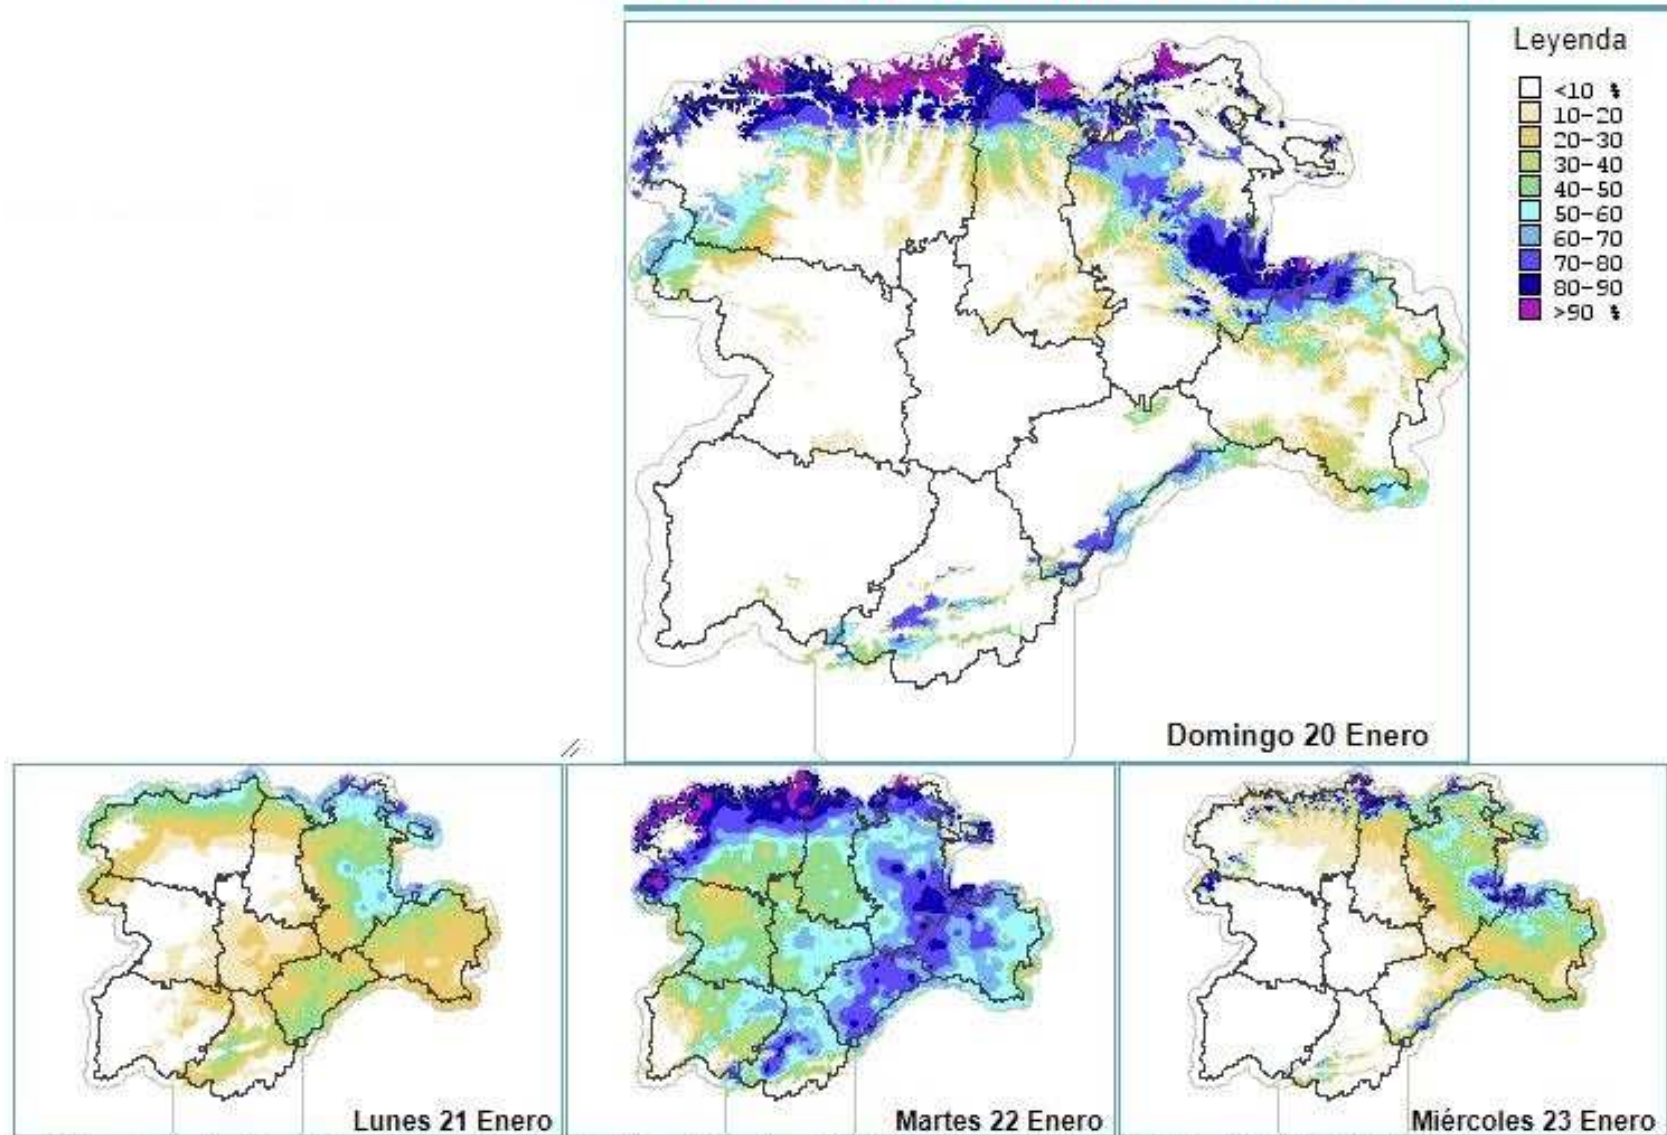 Leyenda
<10 %
10-20
20-30
30-40
40-50
50-60
60-70
70-80
80-90
>90 %
Domingo 20 Enero
Lunes 21 Enero
Martes 22 Enero
Miércoles 23 Enero